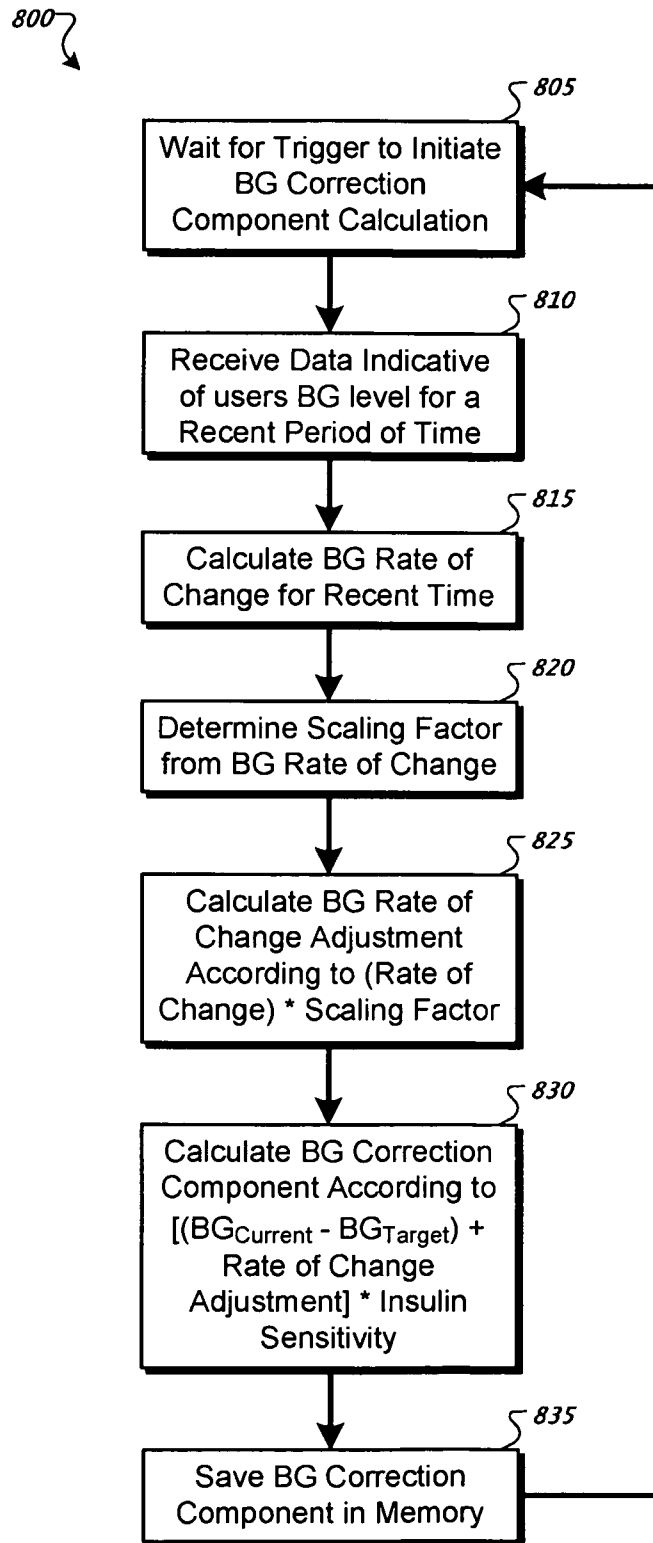 800
805
Wait for Trigger to Initiate
BG Correction
Component Calculation
810
Receive Data Indicative
of users BG level for a
Recent Period of Time
815
Calculate BG Rate of
Change for Recent Time
820
Determine Scaling Factor
from BG Rate of Change
825
Calculate BG Rate of
Change Adjustment
According to (Rate of
Change) * Scaling Factor
830
Calculate BG Correction
Component According to
[(BGCurrent - BGTarget) +
Rate of Change
Adjustment] * Insulin
Sensitivity
835
Save BG Correction
Component in Memory